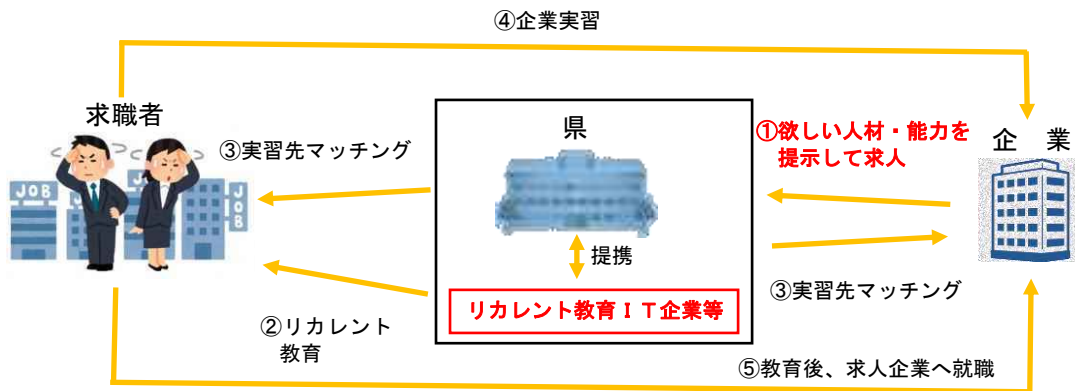 ④企業実習
求職者
県
①欲しい人材・能力を
提示して求人
企 業
③実習先マッチング
JOB
JOB
提携
リカレント教育ＩＴ企業等
③実習先マッチング
②リカレント
教育
⑤教育後、求人企業へ就職